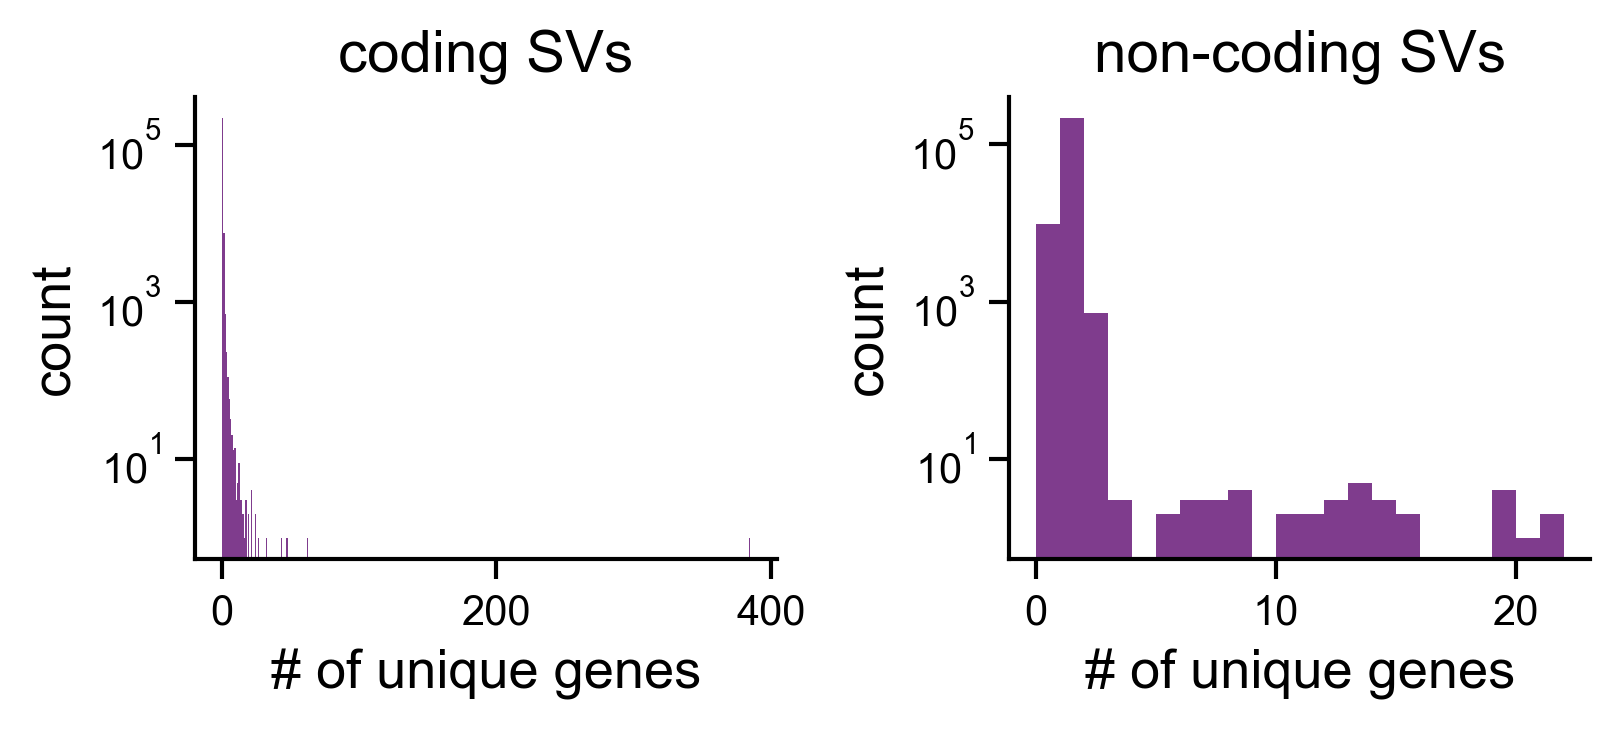 coding SVs
10^5
10^3
10^1
count
0 200 400
# of unique genes
non-coding SVs
10^5
10^3
10^1
count
0 10 20
# of unique genes